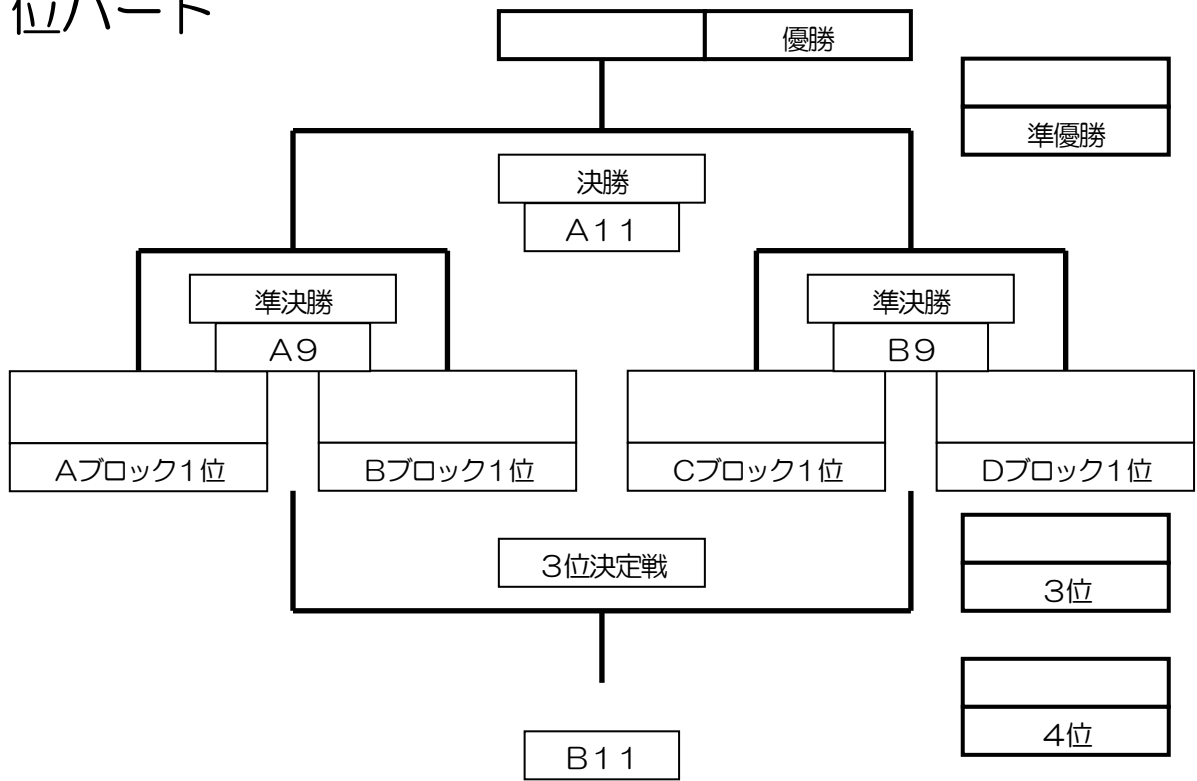 位パート
優勝
準優勝
決勝
A11
準決勝
準決勝
A9
B9
Aブロック1位
Bブロック1位
Cブロック1位
Dブロック1位
3位決定戦
3位
4位
B11